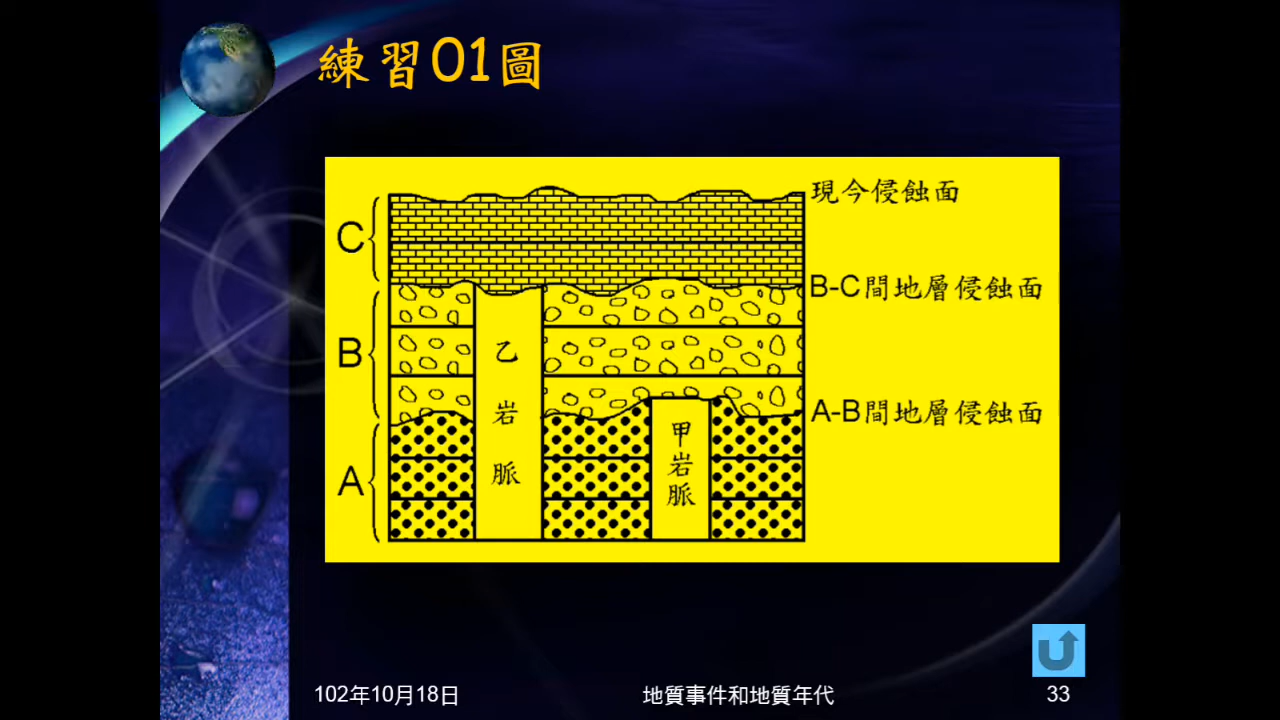 練習01圖
現今侵蝕面
C
B-C間地層侵蝕面
B
乙岩脈
A-B間地層侵蝕面
甲岩脈
A
102年10月18日
地質事件和地質年代
33